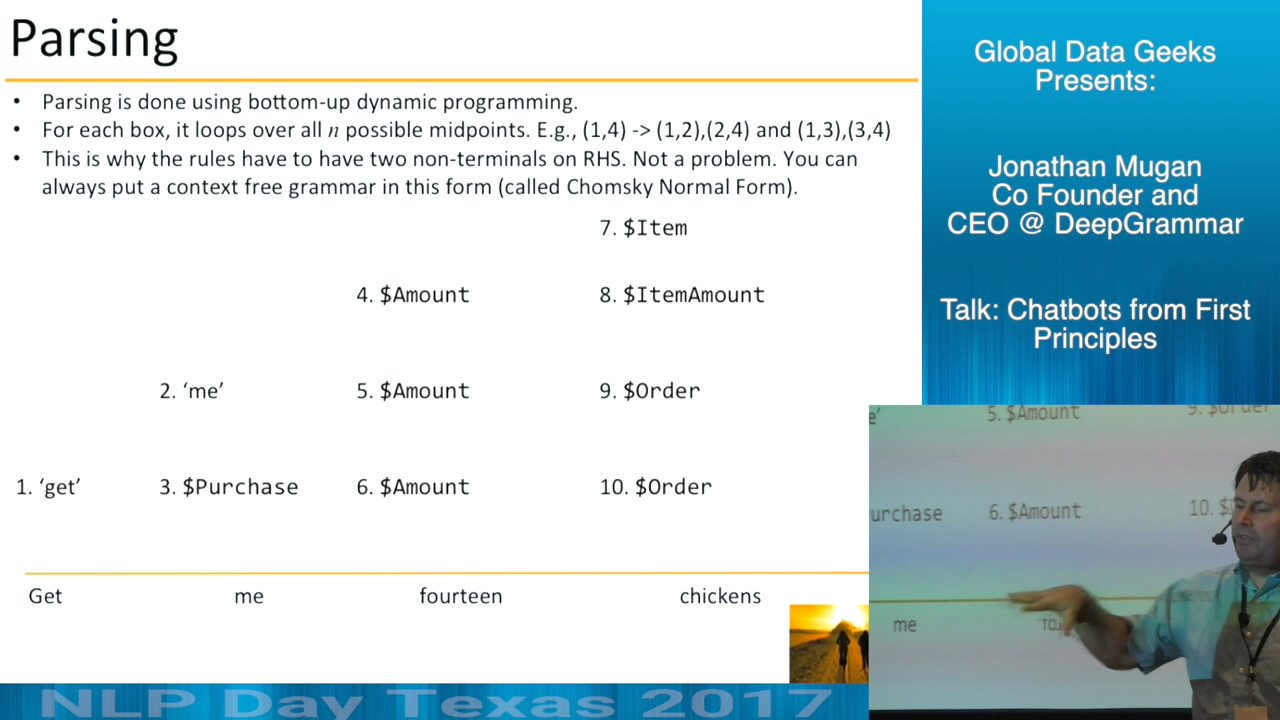 Parsing
• Parsing is done using bottom-up dynamic programming.
• For each box, it loops over all n possible midpoints. E.g., (1,4) -> (1,2),(2,4) and (1,3),(3,4)
• This is why the rules have to have two non-terminals on RHS. Not a problem. You can
always put a context free grammar in this form (called Chomsky Normal Form).
7. $Item
4. $Amount 8. $ItemAmount
2. ‘me’ 5. $Amount 9. $Order
1. ‘get’ 3. $Purchase 6. $Amount 10. $Order
Get me fourteen chickens
NLP Day Texas 2017
Global Data Geeks
Presents:
Jonathan Mugan
Co Founder and
CEO @ DeepGrammar
Talk: Chatbots from First
Principles
5. $Amount
urchase 6. $Amount 10. $
me